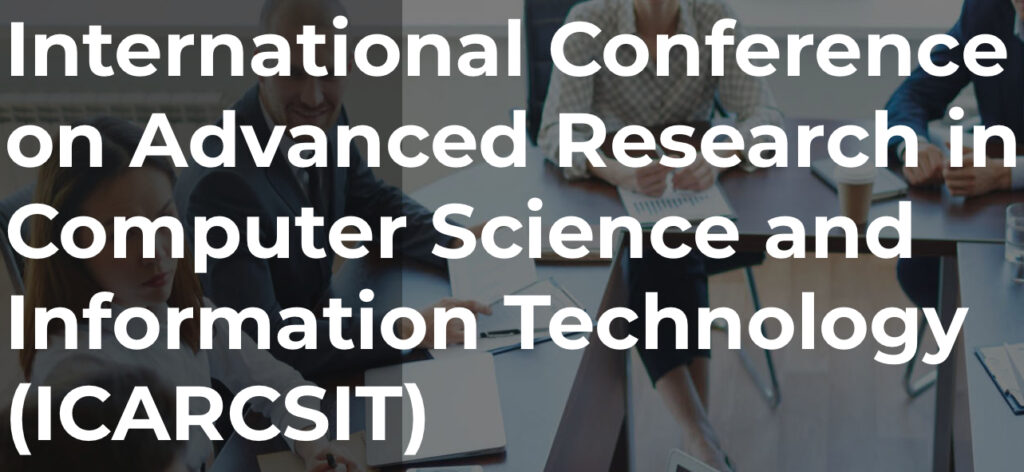 International Conference
on Advanced Research in
Computer Science and
Information Technology
(ICARCSIT)